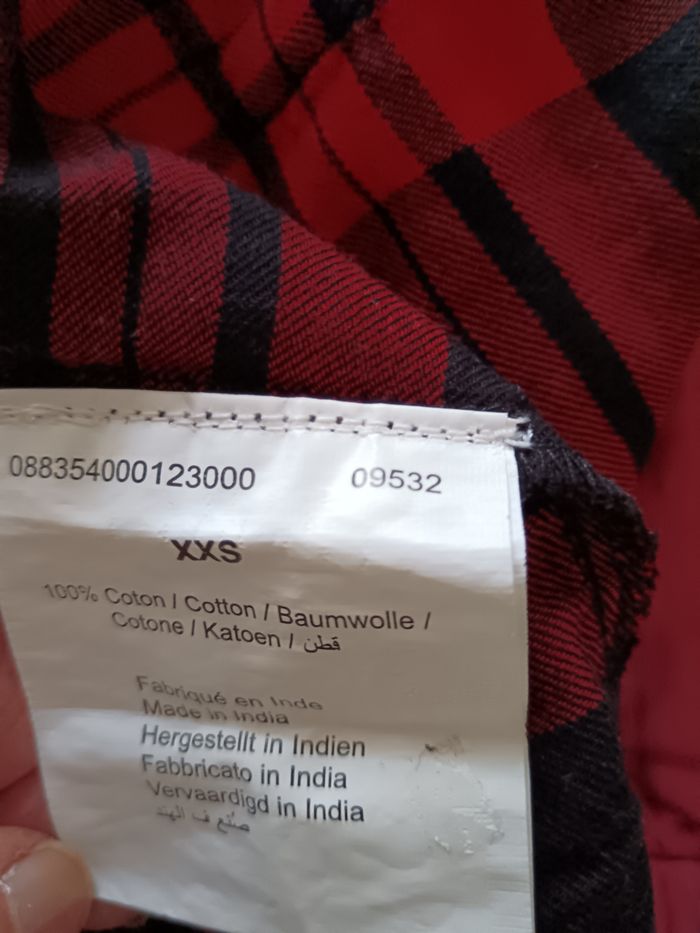 088354000123000 09532
XXS
100% Coton / Cotton / Baumwolle /
Cotone / Katoen / قطن
Fabriqué en Inde
Made in India
Hergestellt in Indien
Fabbricato in India
Vervaardigd in India
صنع ف الهند